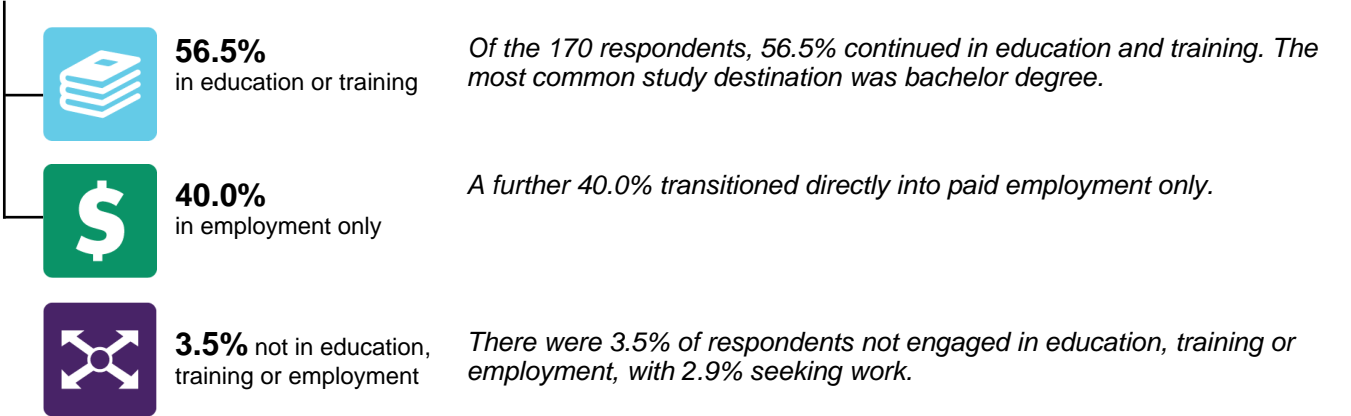 56.5%
in education or training
Of the 170 respondents, 56.5% continued in education and training. The
most common study destination was bachelor degree.
$
40.0%
in employment only
A further 40.0% transitioned directly into paid employment only.
3.5% not in education,
training or employment
There were 3.5% of respondents not engaged in education, training or
employment, with 2.9% seeking work.